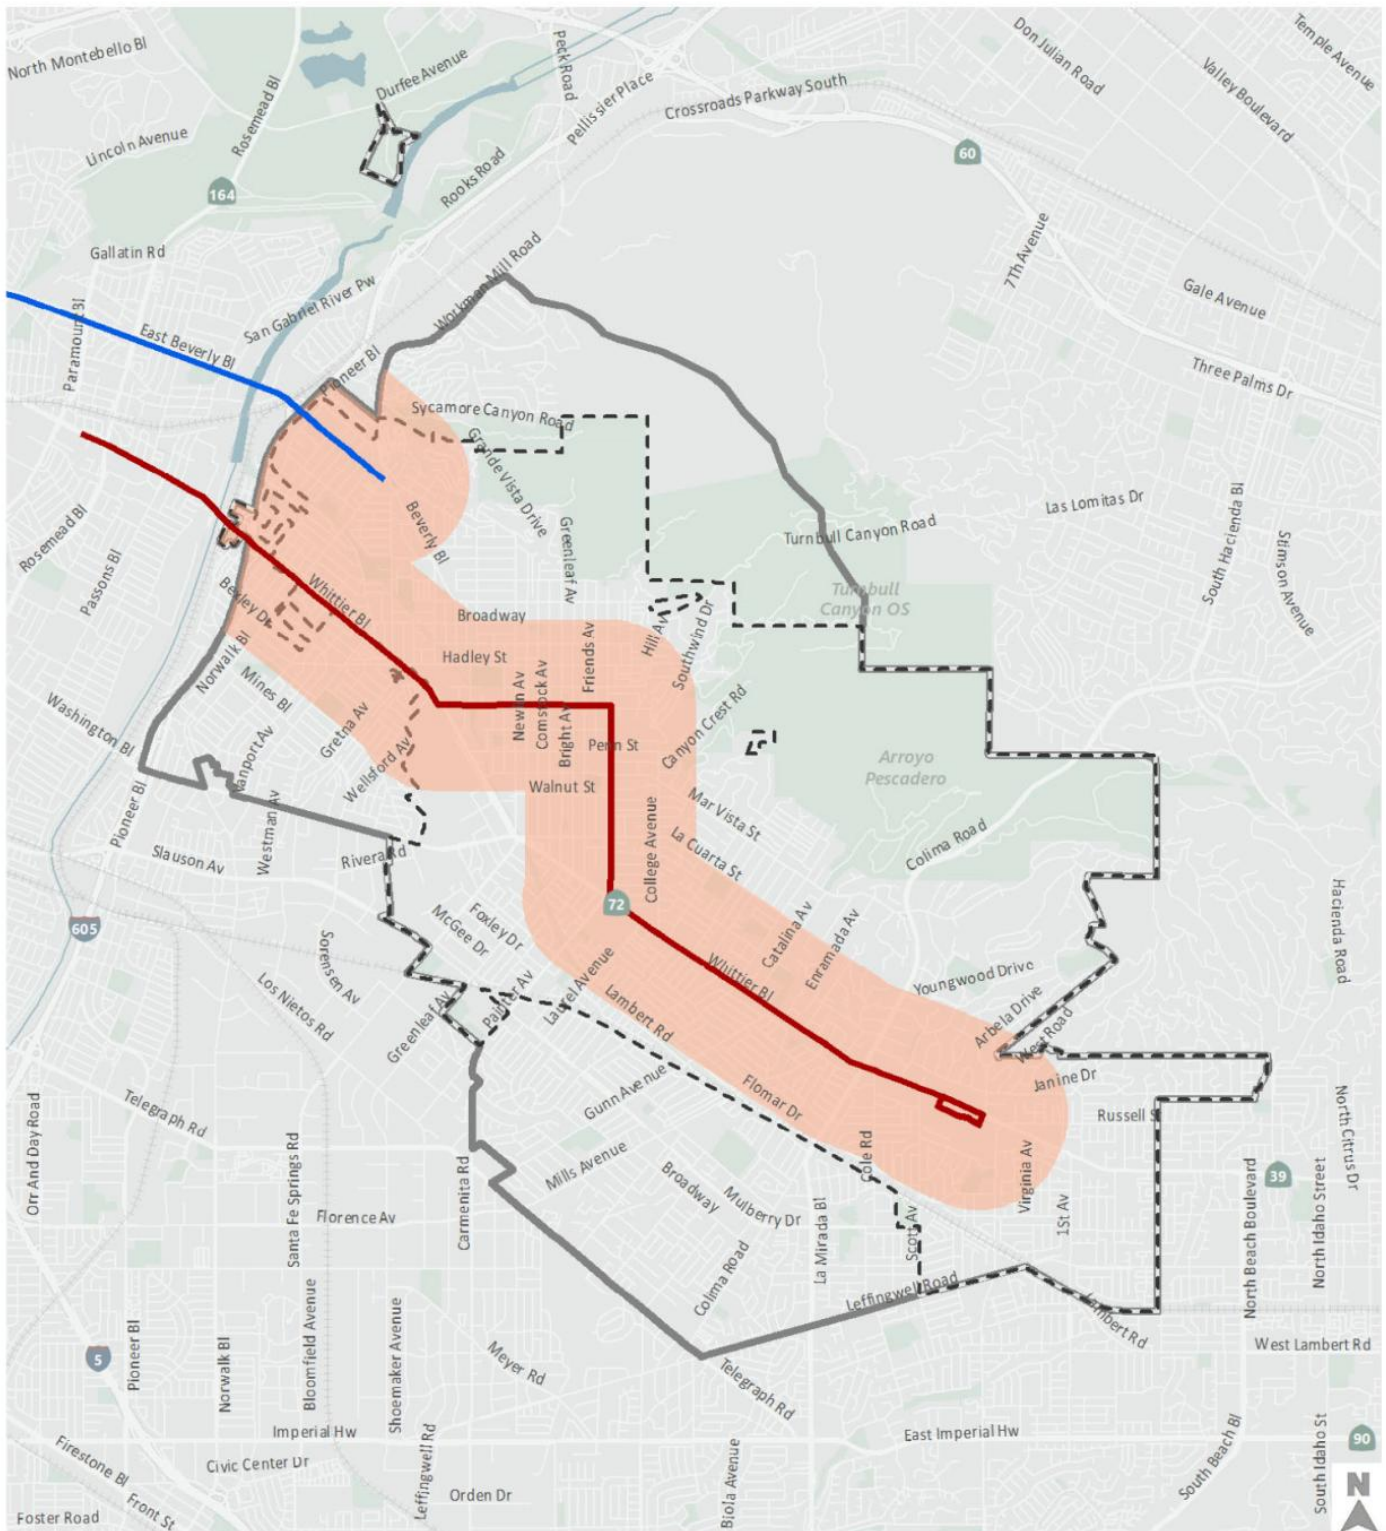 North Montebello Bl
Durfee Avenue
Peck Road
Don Julian Road
Temple Avenue
Valley Boulevard
Lincoln Avenue
Rosemead Bl
Pellissier Place
Crossroads Parkway South
60
164
Rooks Road
Gallatin Rd
Workman Mill Road
7Th Avenue
Gale Avenue
San Gabriel River Pw
Paramount Bl
East Beverly Bl
Pioneer Bl
Three Palms Dr
Sycamore Canyon Road
Grande Vista Drive
Las Lomitas Dr
South Hacienda Bl
Stimson Avenue
Rosemead Bl
Passons Bl
Beverly Bl
Greenleaf Av
Turnbull Canyon Road
Turnbull
Canyon OS
Bexley Dr
Whittier Bl
Broadway
Hill Av
Southwind Dr
Norwalk Bl
Hadley St
Friends Av
Mines Bl
Newlin Av
Comstock Av
Bright Av
Canyon Crest Rd
Washington Bl
Gretna Av
Penn St
Vanport Av
Wellsford Av
Walnut St
Arroyo
Pescadero
Mar Vista St
Pioneer Bl
Westman Av
College Avenue
La Cuarta St
Colima Road
Slauson Av
Rivera Rd
72
Hacienda Road
605
Foxley Dr
McGee Dr
Catalina Av
Enramada Av
Sorensen Av
Whittier Bl
Youngwood Drive
Los Nietos Rd
Greenleaf Av
Painter Av
Laurel Avenue
Lambert Rd
Arbela Drive
West Road
Janine Dr
Telegraph Rd
Gunn Avenue
Flomar Dr
Russell S
Orr And Day Road
Santa Fe Springs Rd
Carmenita Rd
Mills Avenue
Broadway
Mulberry Dr
Cole Rd
Virginia Av
1St Av
North Citrus Dr
39
Florence Av
La Mirada Bl
Scott Av
North Beach Boulevard
North Idaho Street
Colima Road
Leffingwell Road
Lambert Rd
5
Pioneer Bl
Norwalk Bl
Bloomfield Avenue
Shoemaker Avenue
Meyer Rd
Telegraph Rd
West Lambert Rd
Imperial Hw
East Imperial Hw
90
Firestone Bl
Civic Center Dr
Leffingwell Rd
Biola Avenue
South Beach Bl
South Idaho St
N
Front St
Orden Dr
Foster Road